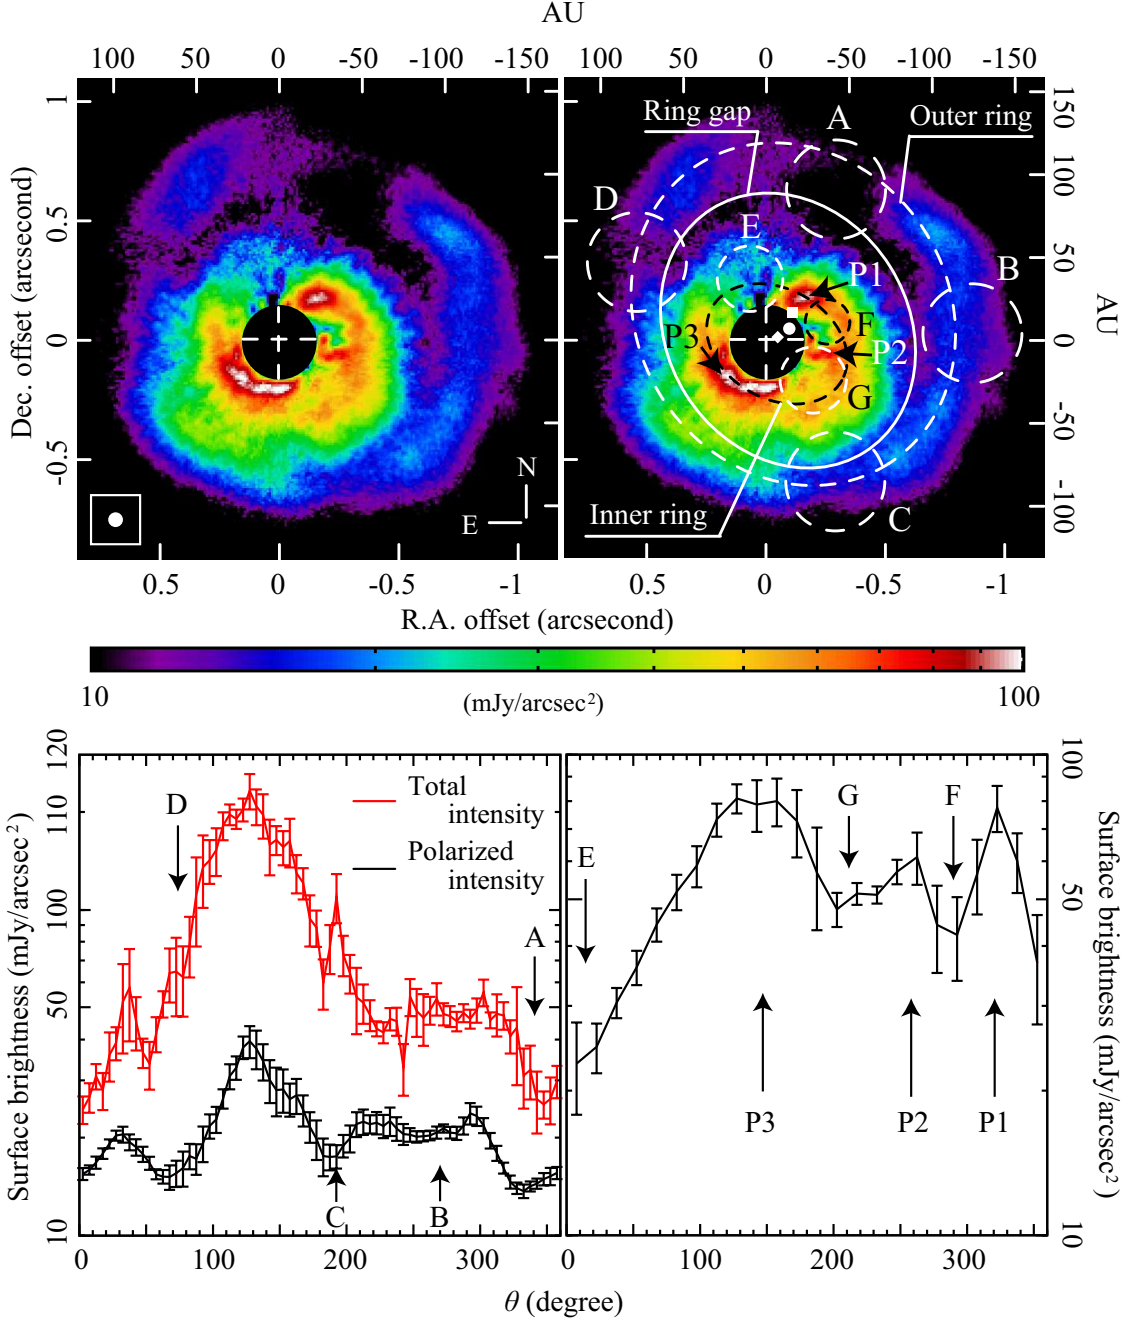 AU
100 50 0 -50 -100 -150
100 50 0 -50 -100 -150
Dec. offset (arcsecond)
1
0.5
0
-0.5
N
E
Ring gap
A
Outer ring
D
E
P1
B
P3
F
P2
G
Inner ring
C
150
100
50
0
-50
-100
AU
0.5 0 -0.5 -1
0.5 0 -0.5 -1
R.A. offset (arcsecond)
10
(mJy/arcsec²)
100
Surface brightness (mJy/arcsec²)
120
110
100
50
10
D
Total
intensity
Polarized
intensity
A
C
B
0 100 200 300
E
G
F
P3
P2
P1
0 100 200 300
100
50
10
Surface brightness (mJy/arcsec²)
θ (degree)